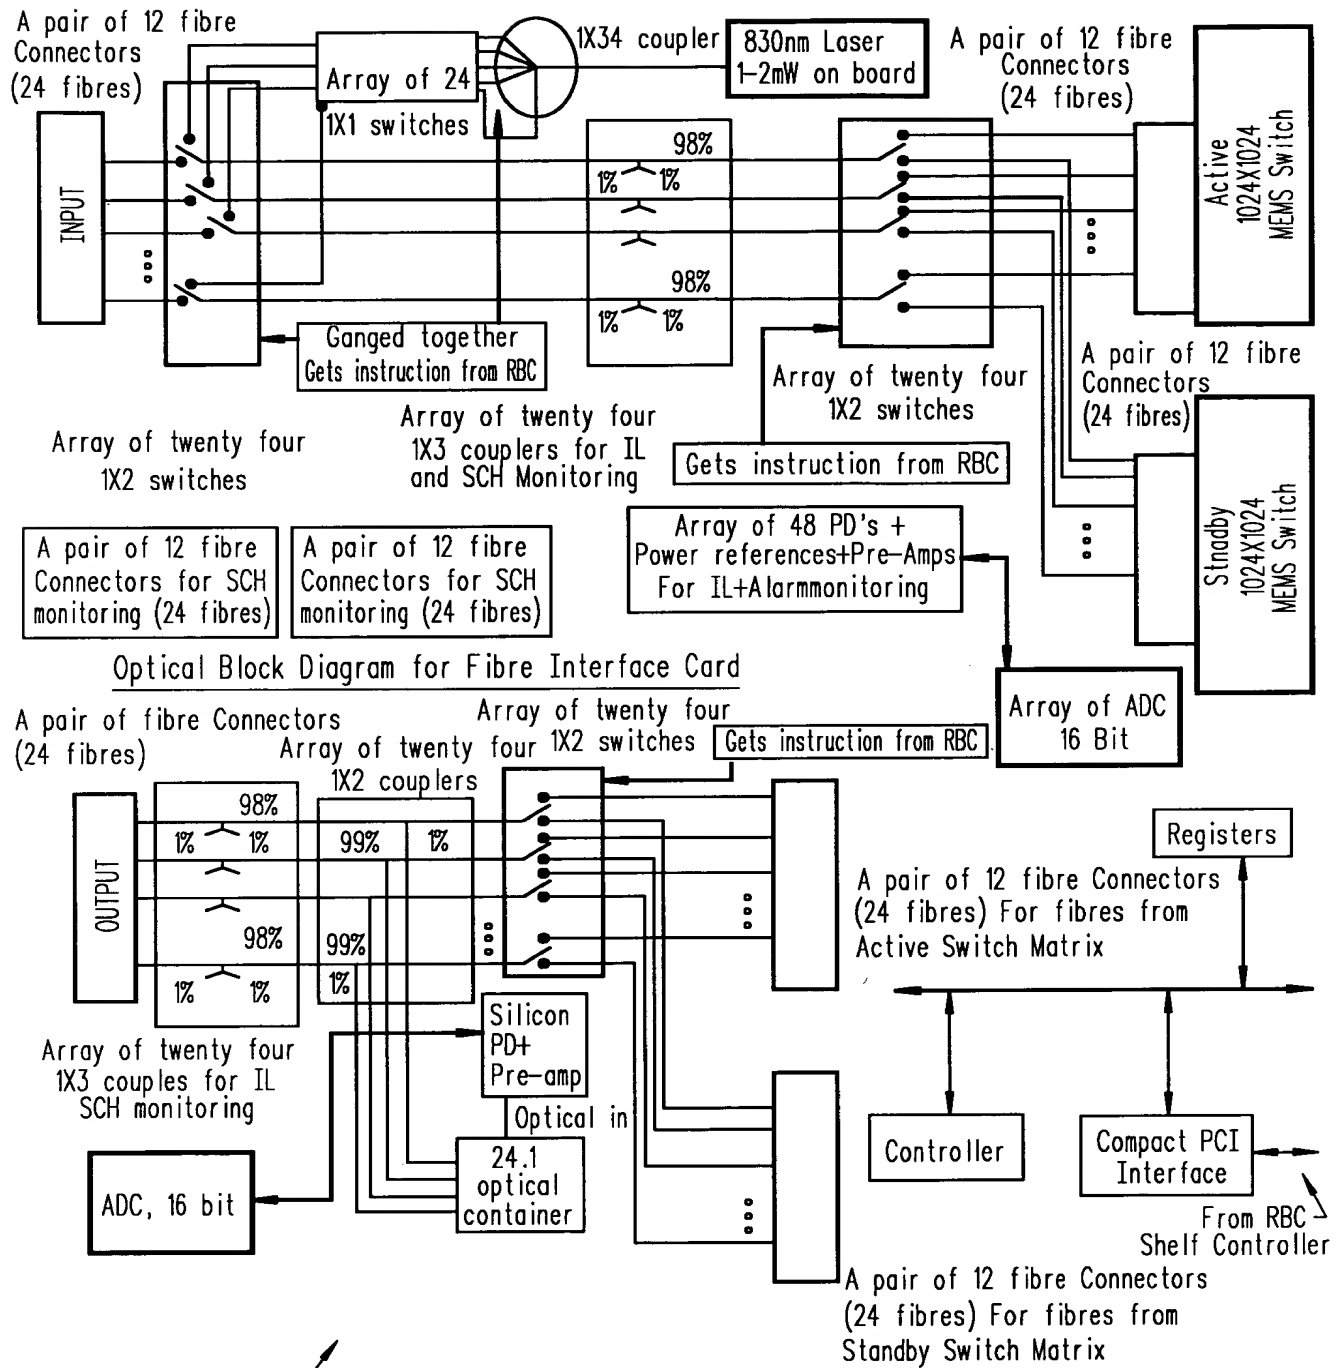 A pair of 12 fibre
Connectors
(24 fibres)
Array of 24
1X1 switches
1X34 coupler
830nm Laser
1-2mW on board
A pair of 12 fibre
Connectors
(24 fibres)
INPUT
98%
1% 1%
98%
1% 1%
Active
1024X1024
MEMS Switch
Ganged together
Gets instruction from RBC
Array of twenty four
1X2 switches
Array of twenty four
1X3 couplers for IL
and SCH Monitoring
Array of twenty four
1X2 switches
Gets instruction from RBC
A pair of 12 fibre
Connectors
(24 fibres)
Stnadby
1024X1024
MEMS Switch
A pair of 12 fibre
Connectors for SCH
monitoring (24 fibres)
A pair of 12 fibre
Connectors for SCH
monitoring (24 fibres)
Array of 48 PD's +
Power references+Pre-Amps
For IL+Alarmmonitoring
Array of ADC
16 Bit
Optical Block Diagram for Fibre Interface Card
A pair of fibre Connectors
(24 fibres)
Array of twenty four
1X2 couplers
Array of twenty four
1X2 switches
Gets instruction from RBC
OUTPUT
98%
1% 1%
99% 1%
98%
1% 1%
99%
1%
Array of twenty four
1X3 couples for IL
SCH monitoring
Silicon
PD+
Pre-amp
Optical in
24.1
optical
container
ADC, 16 bit
A pair of 12 fibre Connectors
(24 fibres) For fibres from
Active Switch Matrix
Registers
Controller
Compact PCI
Interface
From RBC
Shelf Controller
A pair of 12 fibre Connectors
(24 fibres) For fibres from
Standby Switch Matrix